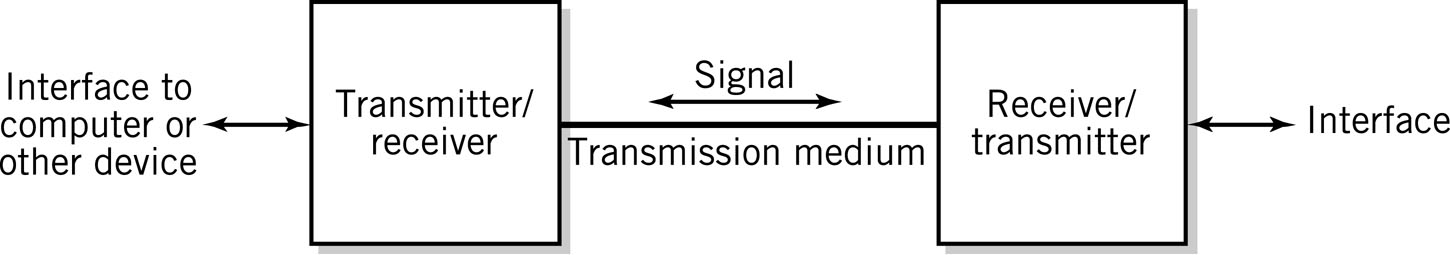 Interface to
computer or
other device
Transmitter/
receiver
Signal
Transmission medium
Receiver/
transmitter
Interface